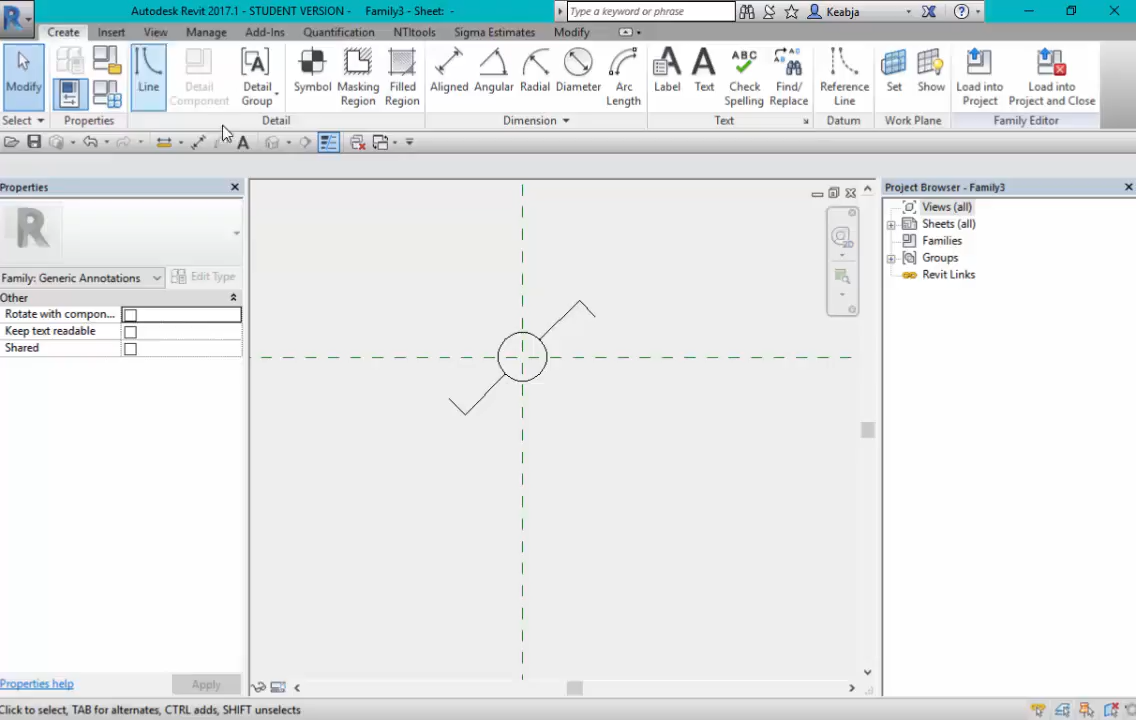 Autodesk Revit 2017.1 - STUDENT VERSION - Family3 - Sheet: -
Type a keyword or phrase
Keabja
Create Insert View Manage Add-Ins Quantification NTItools Sigma Estimates Modify
Modify
Line
Detail Component
Detail Group
Symbol
Masking Region
Filled Region
Aligned
Angular
Radial
Diameter
Arc Length
Label
Text
Check Spelling
Find/ Replace
Reference Line
Set
Show
Load into Project
Load into Project and Close
Select
Properties
Detail
Dimension
Text
Datum
Work Plane
Family Editor
Properties
Family: Generic Annotations
Edit Type
Other
Rotate with compon...
Keep text readable
Shared
Properties help
Apply
Project Browser - Family3
Views (all)
Sheets (all)
Families
Groups
Revit Links
Click to select, TAB for alternates, CTRL adds, SHIFT unselects